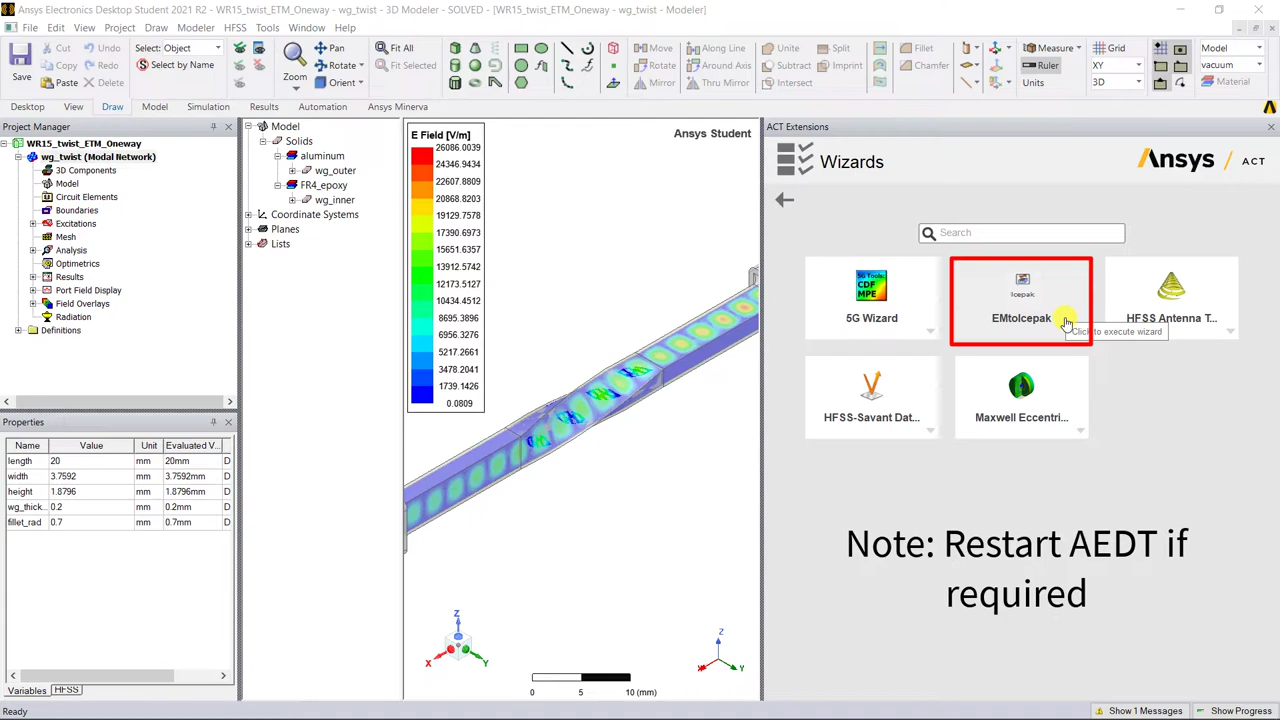 Ansys Electronics Desktop Student 2021 R2 - WR15_twist_ETM_Oneway - wg_twist - 3D Modeler - SOLVED - [WR15_twist_ETM_Oneway - wg_twist - Modeler]
File Edit View Project Draw Modeler HFSS Tools Window Help
Save
Cut
Copy
Paste
Undo
Redo
Delete
Select: Object
Select by Name
Zoom
Pan
Rotate
Orient
Fit All
Fit Selected
Move
Rotate
Mirror
Along Line
Around Axis
Thru Mirror
Unite
Subtract
Intersect
Split
Imprint
Fillet
Chamfer
Measure
Ruler
Units
Grid
XY
3D
Model
vacuum
Material
Desktop View Draw Model Simulation Results Automation Ansys Minerva
Project Manager
WR15_twist_ETM_Oneway
wg_twist (Modal Network)
3D Components
Model
Circuit Elements
Boundaries
Excitations
Mesh
Analysis
Optimetrics
Results
Port Field Display
Field Overlays
Radiation
Definitions
Properties
Name Value Unit Evaluated V...
length 20 mm 20mm D
width 3.7592 mm 3.7592mm D
height 1.8796 mm 1.8796mm D
wg_thick... 0.2 mm 0.2mm D
fillet_rad 0.7 mm 0.7mm D
Variables HFSS
Ready
Model
Solids
aluminum
wg_outer
FR4_epoxy
wg_inner
Coordinate Systems
Planes
Lists
E Field [V/m]
26086.0039
24346.9434
22607.8809
20868.8203
19129.7578
17390.6973
15651.6367
13912.5742
12173.5127
10434.4512
8695.3896
6956.3276
5217.2661
3478.2041
1739.1426
0.0809
Ansys Student
Z
X
Y
Z
X
Y
0 5 10 (mm)
ACT Extensions
Wizards
Ansys / ACT
Search
5G Tools:
CDF
MPE
5G Wizard
Icepak
EMtoIcepak
HFSS Antenna T...
Click to execute wizard
HFSS-Savant Dat...
Maxwell Eccentri...
Note: Restart AEDT if
required
Show 1 Messages
Show Progress